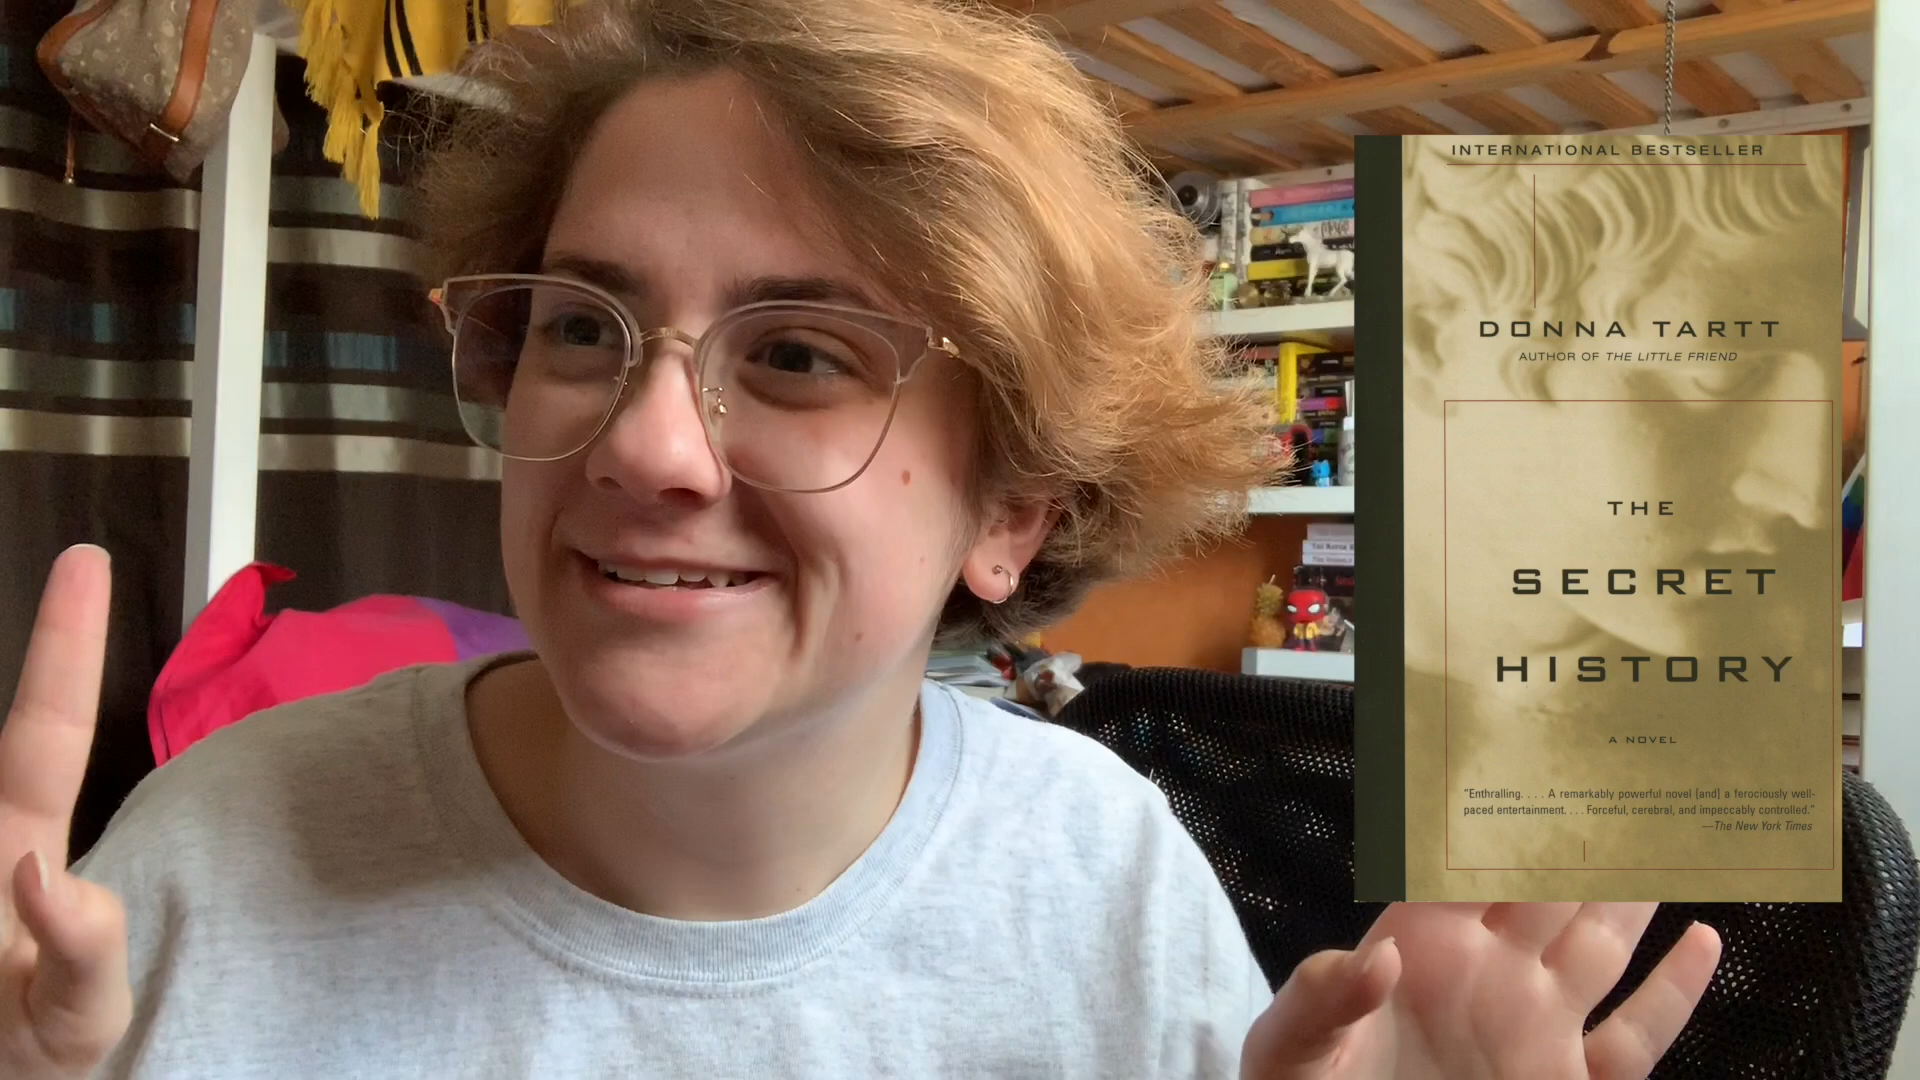 INTERNATIONAL BESTSELLER
DONNA TARTT
AUTHOR OF THE LITTLE FRIEND
THE
SECRET
HISTORY
A NOVEL
"Enthralling. . . . A remarkably powerful novel [and] a ferociously well-
paced entertainment. . . . Forceful, cerebral, and impeccably controlled."
—The New York Times